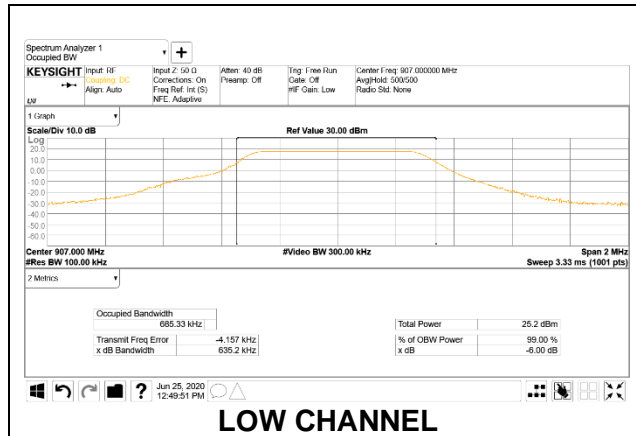 Spectrum Analyzer 1
Occupied BW
+
KEYSIGHT Input: RF Input Z: 50 Ω Atten: 40 dB Trig: Free Run Center Freq: 907.000000 MHz
Coupling: DC Corrections: On Preamp: Off Gate: Off Avg|Hold: 500/500
Align: Auto Freq Ref: Int (S) #IF Gain: Low Radio Std: None
NFE: Adaptive
1 Graph
Scale/Div 10.0 dB Ref Value 30.00 dBm
Log
20.0
10.0
0.00
-10.0
-20.0
-30.0
-40.0
-50.0
-60.0
Center 907.000 MHz #Video BW 300.00 kHz Span 2 MHz
#Res BW 100.00 kHz Sweep 3.33 ms (1001 pts)
2 Metrics
Occupied Bandwidth
685.33 kHz Total Power 25.2 dBm
Transmit Freq Error -4.157 kHz % of OBW Power 99.00 %
x dB Bandwidth 635.2 kHz x dB -6.00 dB
? Jun 25, 2020
12:49:51 PM
LOW CHANNEL